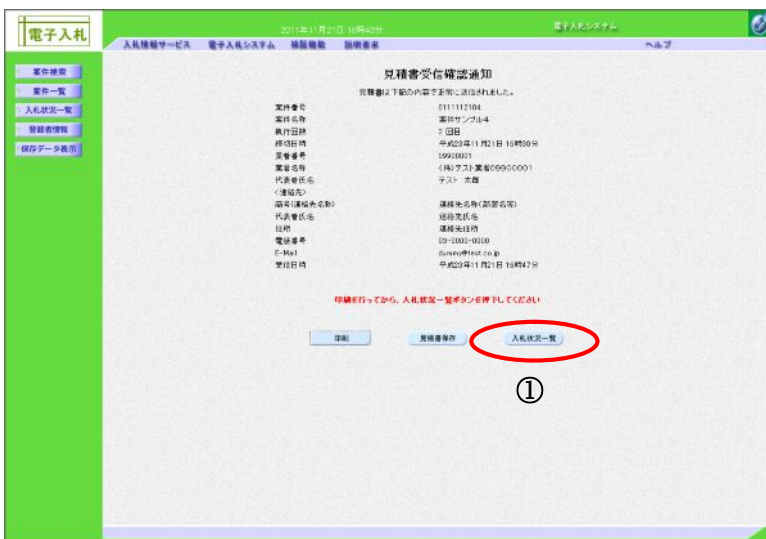 電子入札
2011年11月21日 16時48分
電子入札システム
入札情報サービス 電子入札システム 検証機能 説明要求 ヘルプ
案件検索
案件一覧
入札状況一覧
登録者情報
保存データ表示
見積書受信確認通知
見積書は下記の内容で正常に送信されました。
案件番号 0111112104
案件名称 案件サンプル4
執行回数 2 回目
締切日時 平成23年11月21日 16時50分
業者番号 09900001
業者名称 (株)テスト業者09900001
代表者氏名 テスト 太郎
<連絡先>
商号(連絡先名称) 連絡先名称(部署名等)
代表者氏名 連絡先氏名
住所 連絡先住所
電話番号 03-0000-0000
E-Mail dummy@test.co.jp
受信日時 平成23年11月21日 16時47分
印刷を行ってから、入札状況一覧ボタンを押下してください
印刷 見積書保存 入札状況一覧
①